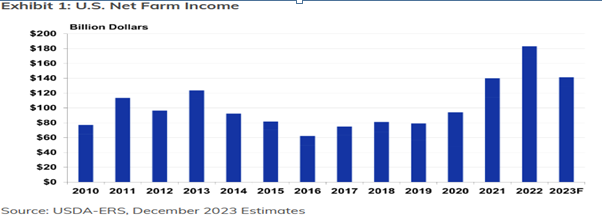 Exhibit 1: U.S. Net Farm Income
Billion Dollars
$200
$180
$160
$140
$120
$100
$80
$60
$40
$20
$0
2010 2011 2012 2013 2014 2015 2016 2017 2018 2019 2020 2021 2022 2023F
Source: USDA-ERS, December 2023 Estimates